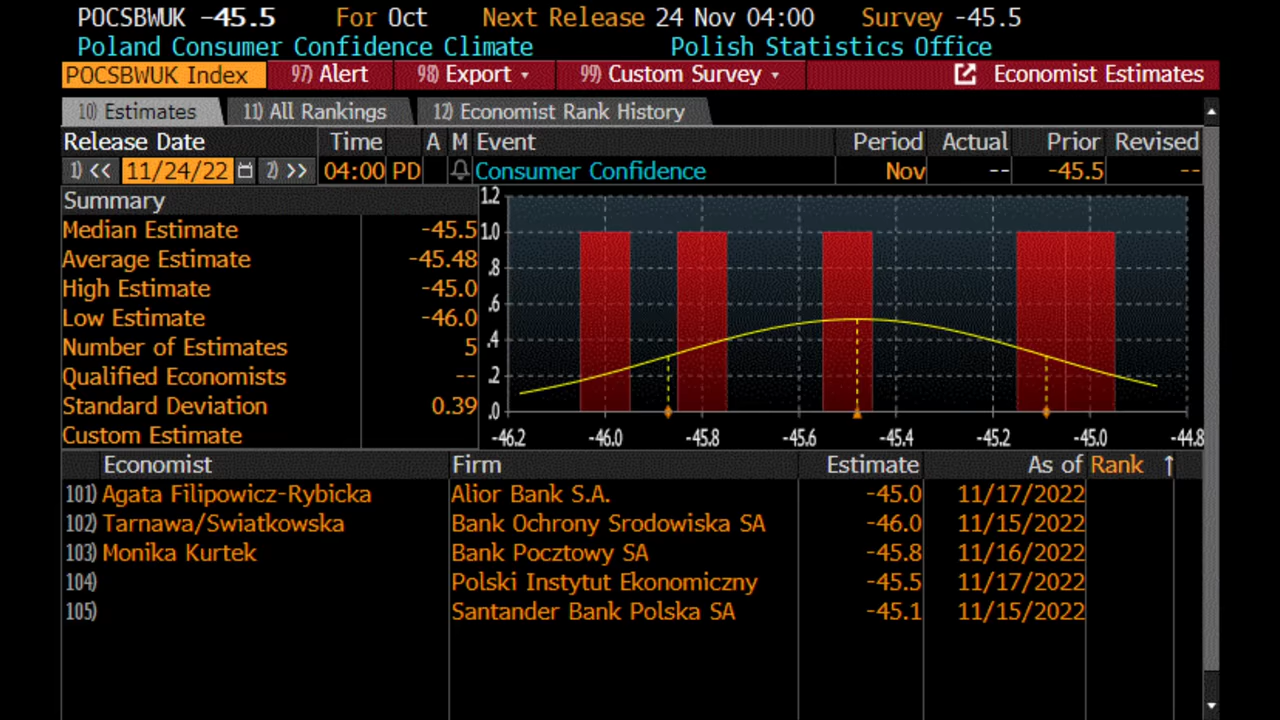 POCSBWUK -45.5 For Oct Next Release 24 Nov 04:00 Survey -45.5
Poland Consumer Confidence Climate Polish Statistics Office
POCSBWUK Index 97) Alert 98) Export 99) Custom Survey Economist Estimates
10) Estimates 11) All Rankings 12) Economist Rank History
Release Date Time A M Event Period Actual Prior Revised
1) << 11/24/22 2) >> 04:00 PD Consumer Confidence Nov -- -45.5 --
Summary
Median Estimate -45.5
Average Estimate -45.48
High Estimate -45.0
Low Estimate -46.0
Number of Estimates 5
Qualified Economists --
Standard Deviation 0.39
Custom Estimate
1.2
1.0
.8
.6
.4
.2
.0
-46.2 -46.0 -45.8 -45.6 -45.4 -45.2 -45.0 -44.8
Economist Firm Estimate As of Rank ↑
101) Agata Filipowicz-Rybicka Alior Bank S.A. -45.0 11/17/2022
102) Tarnawa/Swiatkowska Bank Ochrony Srodowiska SA -46.0 11/15/2022
103) Monika Kurtek Bank Pocztowy SA -45.8 11/16/2022
104) Polski Instytut Ekonomiczny -45.5 11/17/2022
105) Santander Bank Polska SA -45.1 11/15/2022